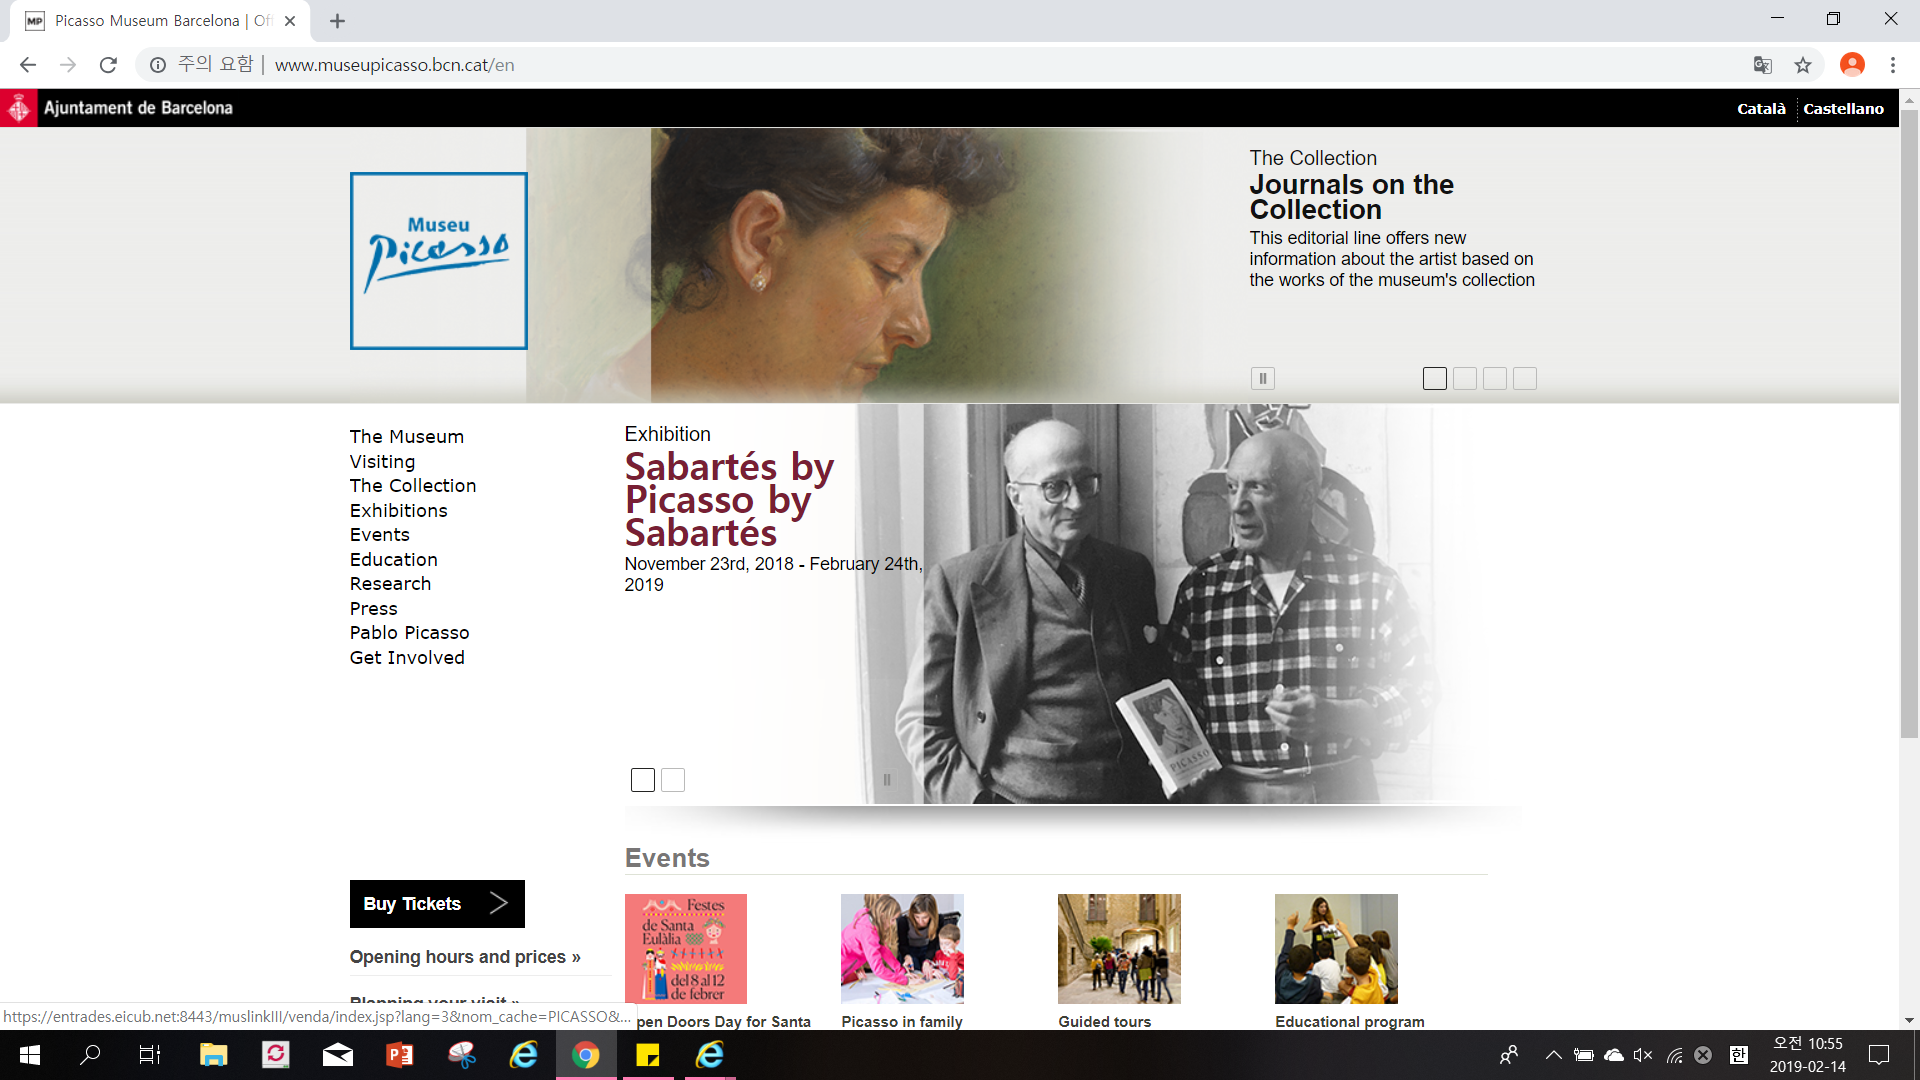 MP Picasso Museum Barcelona | Of
주의 요함 | www.museupicasso.bcn.cat/en
Ajuntament de Barcelona
Català Castellano
Museu
Picasso
The Collection
Journals on the
Collection
This editorial line offers new
information about the artist based on
the works of the museum's collection
The Museum
Visiting
The Collection
Exhibitions
Events
Education
Research
Press
Pablo Picasso
Get Involved
Exhibition
Sabartés by
Picasso by
Sabartés
November 23rd, 2018 - February 24th,
2019
PICASSO
Buy Tickets
Opening hours and prices »
Planning your visit »
Events
Festes
de Santa
Eulàlia
del 8 al 12
de febrer
pen Doors Day for Santa
Picasso in family
Guided tours
Educational program
https://entrades.eicub.net:8443/muslinkIII/venda/index.jsp?lang=3&nom_cache=PICASSO&...
한
오전 10:55
2019-02-14